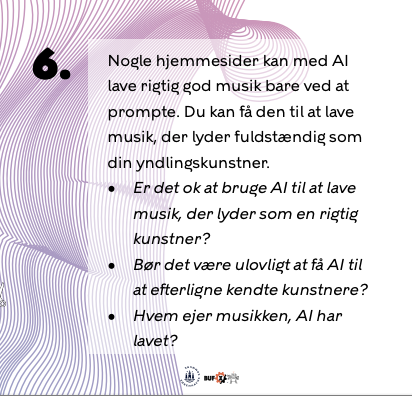 6.
Nogle hjemmesider kan med AI
lave rigtig god musik bare ved at
prompte. Du kan få den til at lave
musik, der lyder fuldstændig som
din yndlingskunstner.
• Er det ok at bruge AI til at lave
musik, der lyder som en rigtig
kunstner?
• Bør det være ulovligt at få AI til
at efterligne kendte kunstnere?
• Hvem ejer musikken, AI har
lavet?
BUF